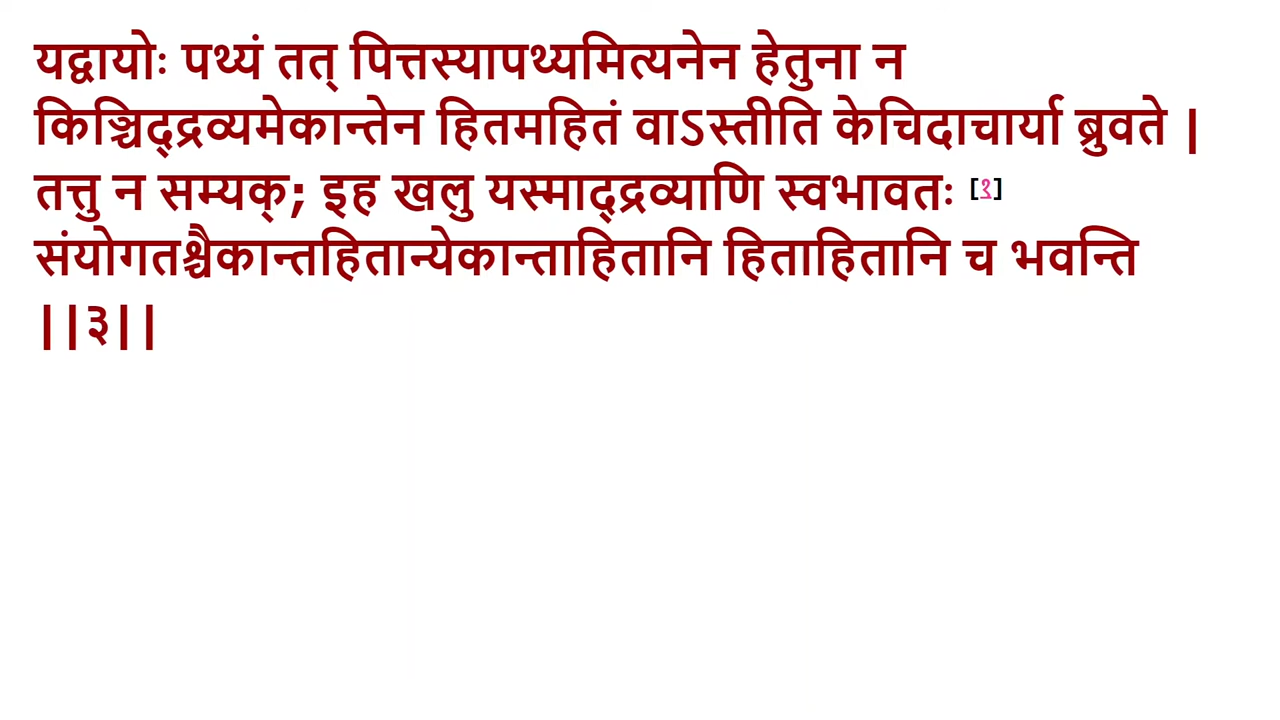 यद्वायोः पथ्यं तत् पित्तस्यापथ्यमित्यनेन हेतुना न
किञ्चिद्द्रव्यमेकान्तेन हितमहितं वाऽस्तीति केचिदाचार्या ब्रुवते |
तत्तु न सम्यक्; इह खलु यस्माद्द्रव्याणि स्वभावतः [१]
संयोगतश्चैकान्तहितान्येकान्ताहितानि हिताहितानि च भवन्ति
||३||